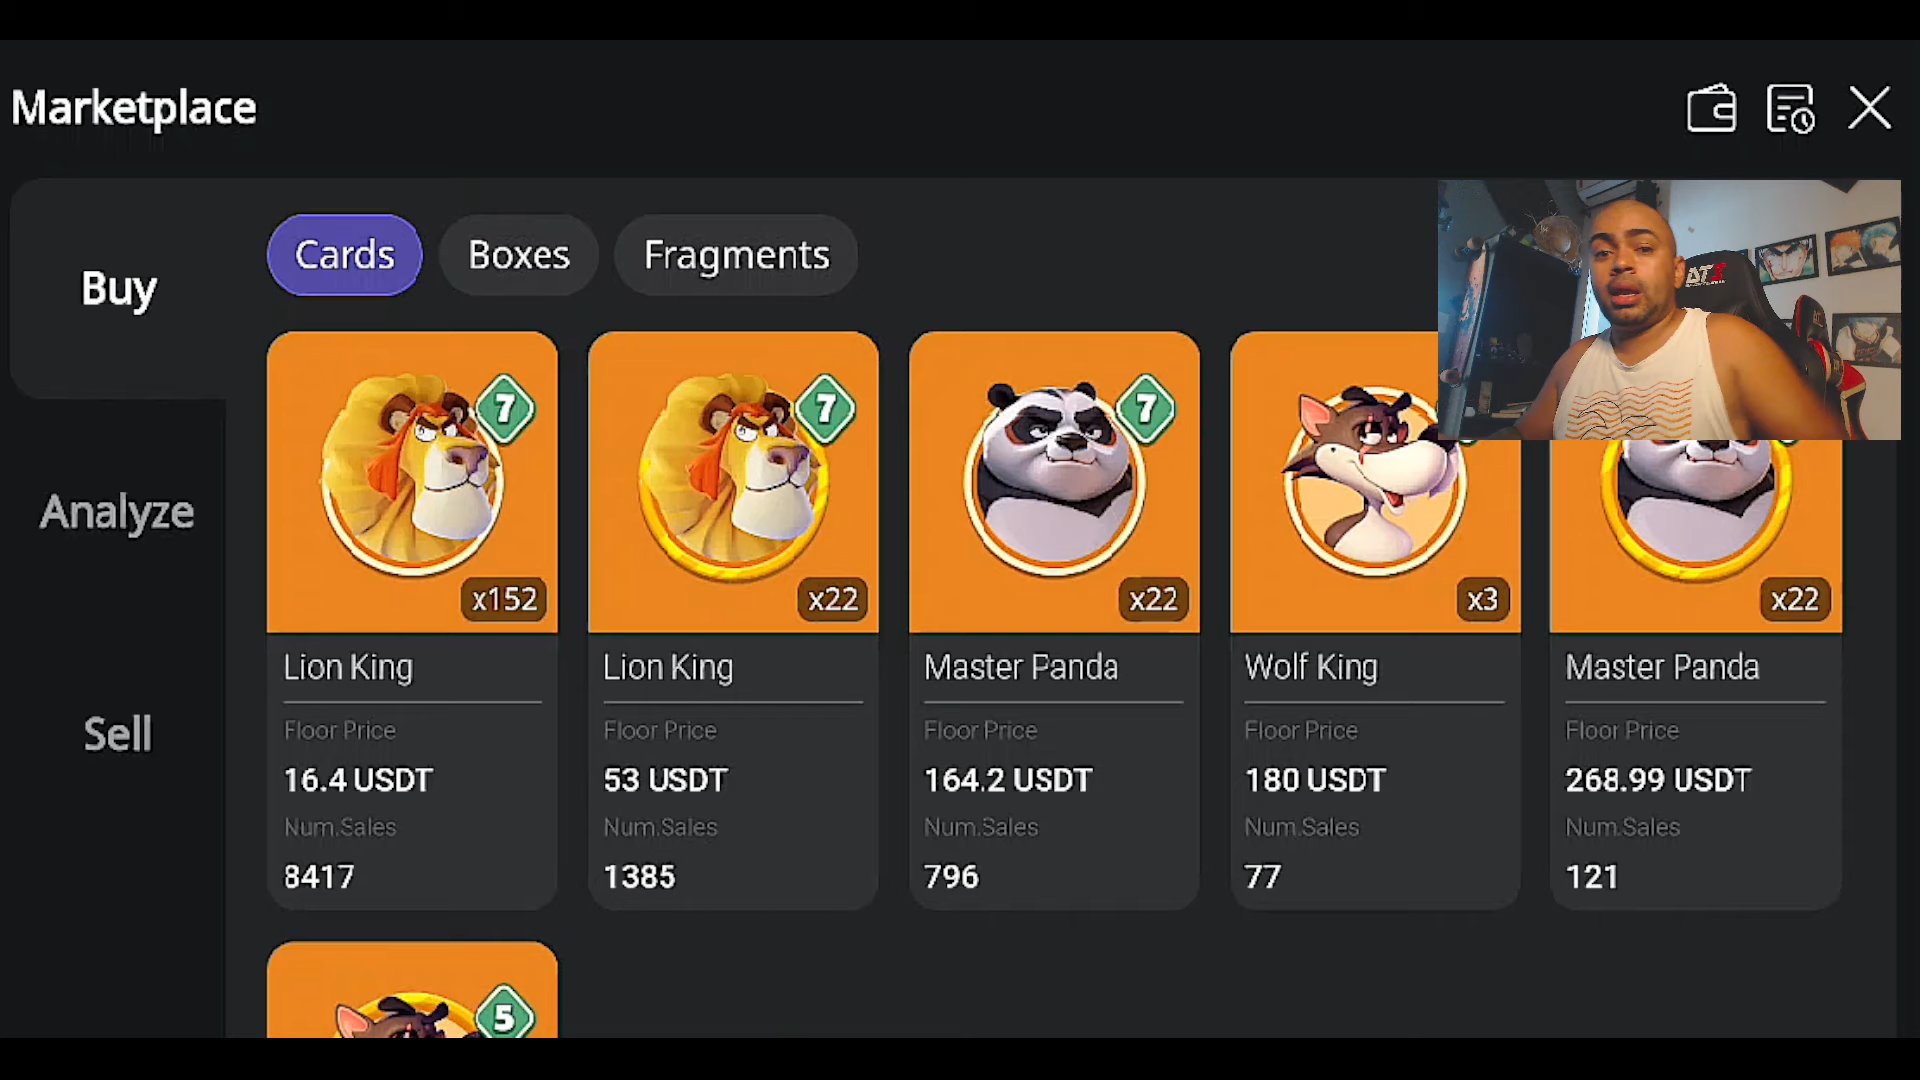 Marketplace
Buy
Analyze
Sell
Cards
Boxes
Fragments
7
x152
Lion King
Floor Price
16.4 USDT
Num.Sales
8417
7
x22
Lion King
Floor Price
53 USDT
Num.Sales
1385
7
x22
Master Panda
Floor Price
164.2 USDT
Num.Sales
796
x3
Wolf King
Floor Price
180 USDT
Num.Sales
77
x22
Master Panda
Floor Price
268.99 USDT
Num.Sales
121
5
DT3